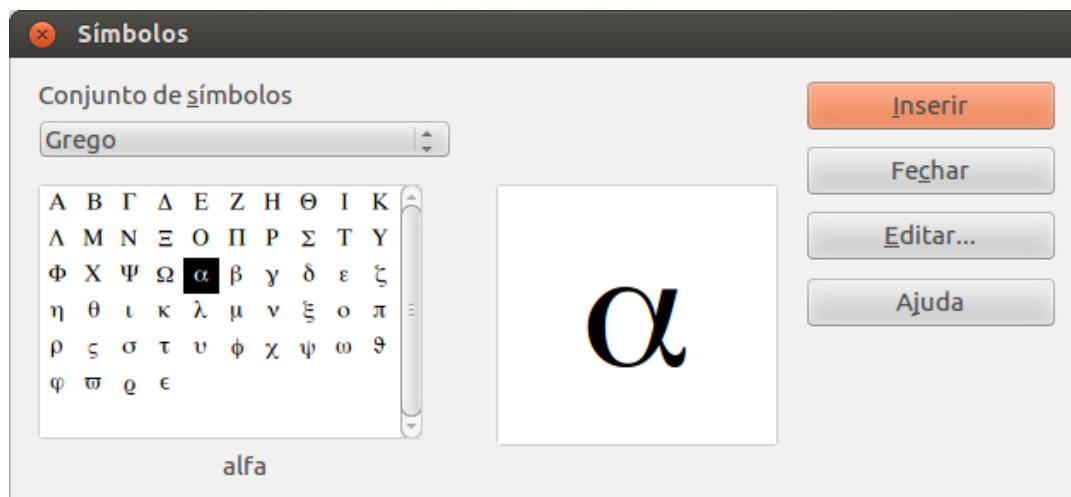 Símbolos
Conjunto de símbolos
Grego
Α Β Γ Δ Ε Ζ Η Θ Ι Κ
Λ Μ Ν Ξ Ο Π Ρ Σ Τ Υ
Φ Χ Ψ Ω α β γ δ ε ζ
η θ ι κ λ μ ν ξ ο π
ρ ς σ τ υ ϕ χ ψ ω ϑ
φ ϖ ϱ ϵ
alfa
α
Inserir
Fechar
Editar...
Ajuda